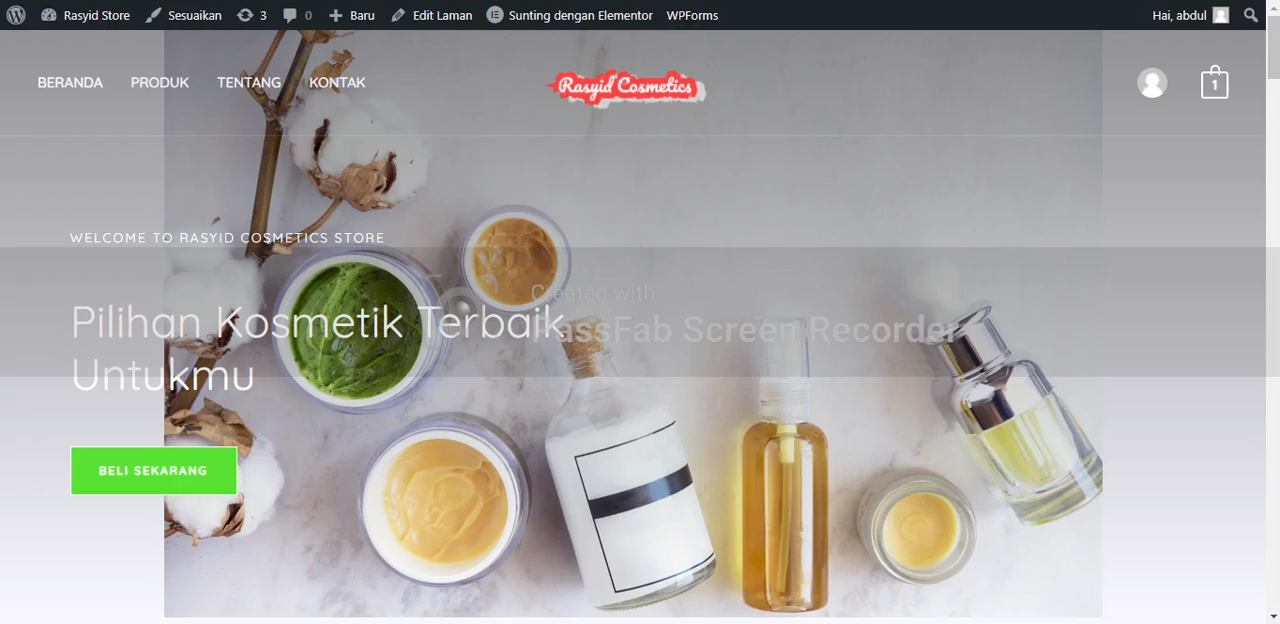 Rasyid Store Sesuaikan 3 0 Baru Edit Laman Sunting dengan Elementor WPForms Hai, abdul
BERANDA PRODUK TENTANG KONTAK
Rasyid Cosmetics
1
WELCOME TO RASYID COSMETICS STORE
Created with
PassFab Screen Recorder
Pilihan Kosmetik Terbaik
Untukmu
BELI SEKARANG